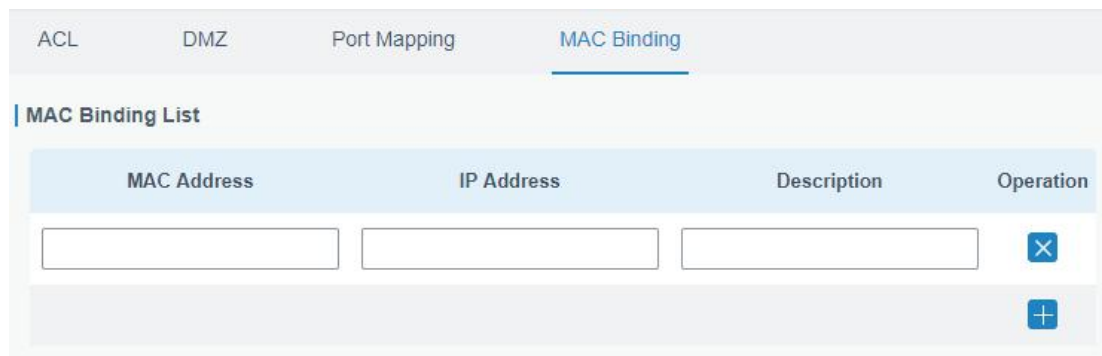 ACL DMZ Port Mapping MAC Binding
MAC Binding List
MAC Address IP Address Description Operation